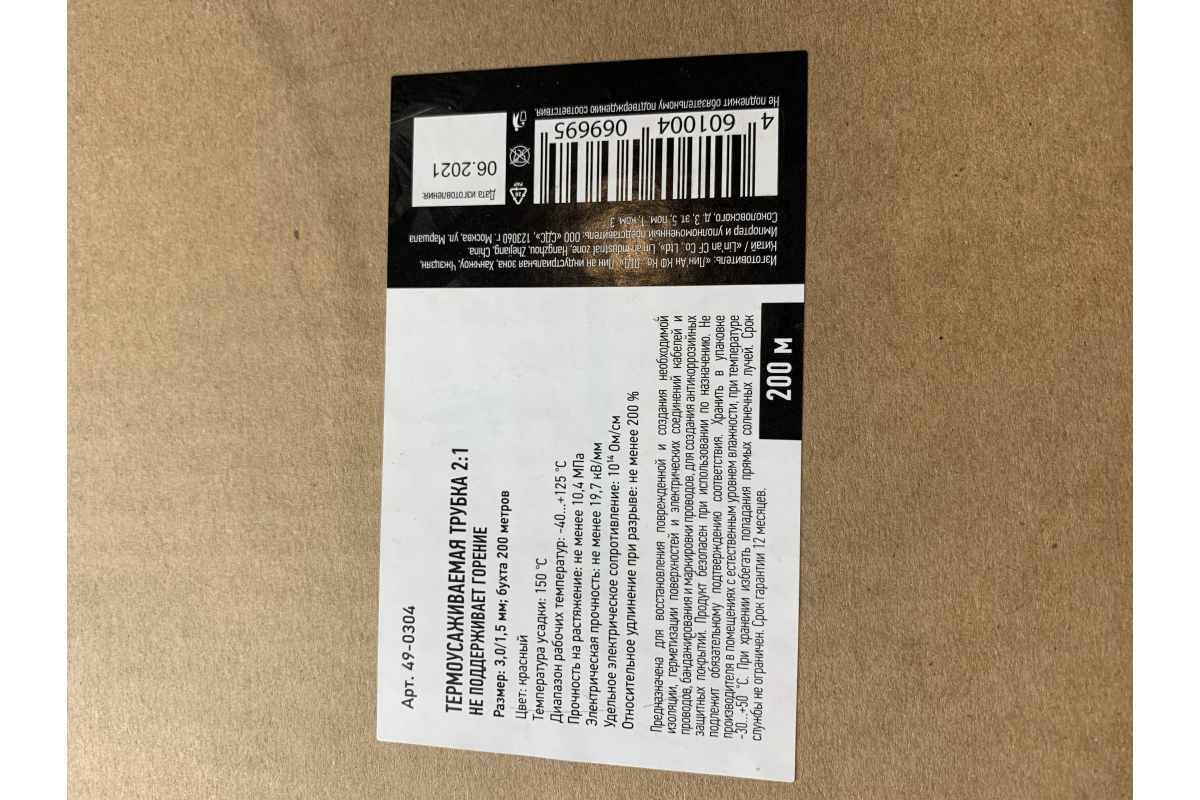 Арт. 49-0304
ТЕРМОУСАЖИВАЕМАЯ ТРУБКА 2:1
НЕ ПОДДЕРЖИВАЕТ ГОРЕНИЕ
Размер: 3,0/1,5 мм; бухта 200 метров
Цвет: красный
Температура усадки: 150 °C
Диапазон рабочих температур: -40...+125 °C
Прочность на растяжение: не менее 10,4 МПа
Электрическая прочность: не менее 19,7 кВ/мм
Удельное электрическое сопротивление: 10¹⁴ Ом/см
Относительное удлинение при разрыве: не менее 200 %
Предназначена для восстановления поврежденной и создания необходимой
изоляции, герметизации поверхностей и электрических соединений кабелей и
проводов, бандажирования и маркировки проводов, для создания антикоррозийных
защитных покрытий. Продукт безопасен при использовании по назначению. Не
подлежит обязательному подтверждению соответствия. Хранить в упаковке
производителя в помещениях с естественным уровнем влажности, при температуре
-30...+50 °C. При хранении избегать попадания прямых солнечных лучей. Срок
службы не ограничен. Срок гарантии 12 месяцев.
200 м
Изготовитель: «Лин'Ан КФ Ко., ЛТД», Лин ан индустриальная зона, Ханчжоу, Чжэцзян,
Китай / «Lin'an CF Co., Ltd», Lin an industrial zone, Hangzhou, Zhejiang, China.
Импортер и уполномоченный представитель: ООО «СДС», 123060 г. Москва, ул. Маршала
Соколовского, д. 3, эт. 5, пом. 1, ком. 3
Дата изготовления:
06.2021
20
PAP
4 601004 069695
Не подлежит обязательному подтверждению соответствия.